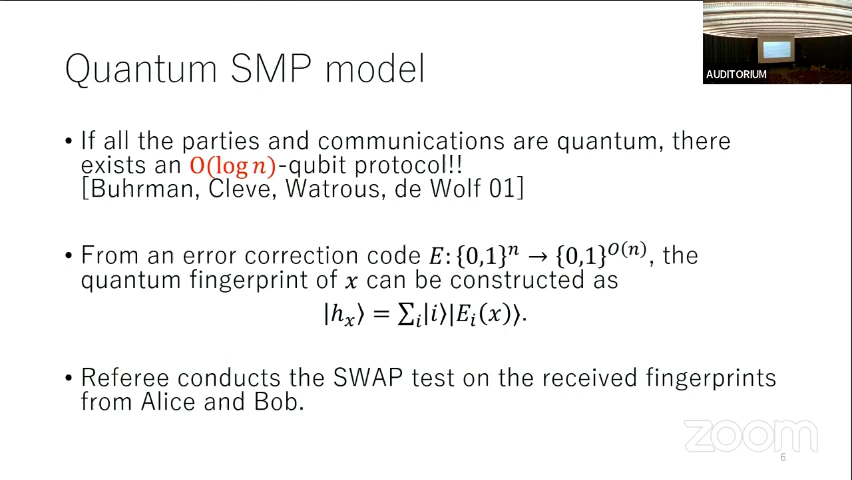 AUDITORIUM
Quantum SMP model
• If all the parties and communications are quantum, there
exists an O(log n)-qubit protocol!!
[Buhrman, Cleve, Watrous, de Wolf 01]
• From an error correction code E: {0,1}ⁿ → {0,1}^{O(n)}, the
quantum fingerprint of x can be constructed as
|hₓ⟩ = ∑ᵢ|i⟩|Eᵢ(x)⟩.
• Referee conducts the SWAP test on the received fingerprints
from Alice and Bob.
zoom
6